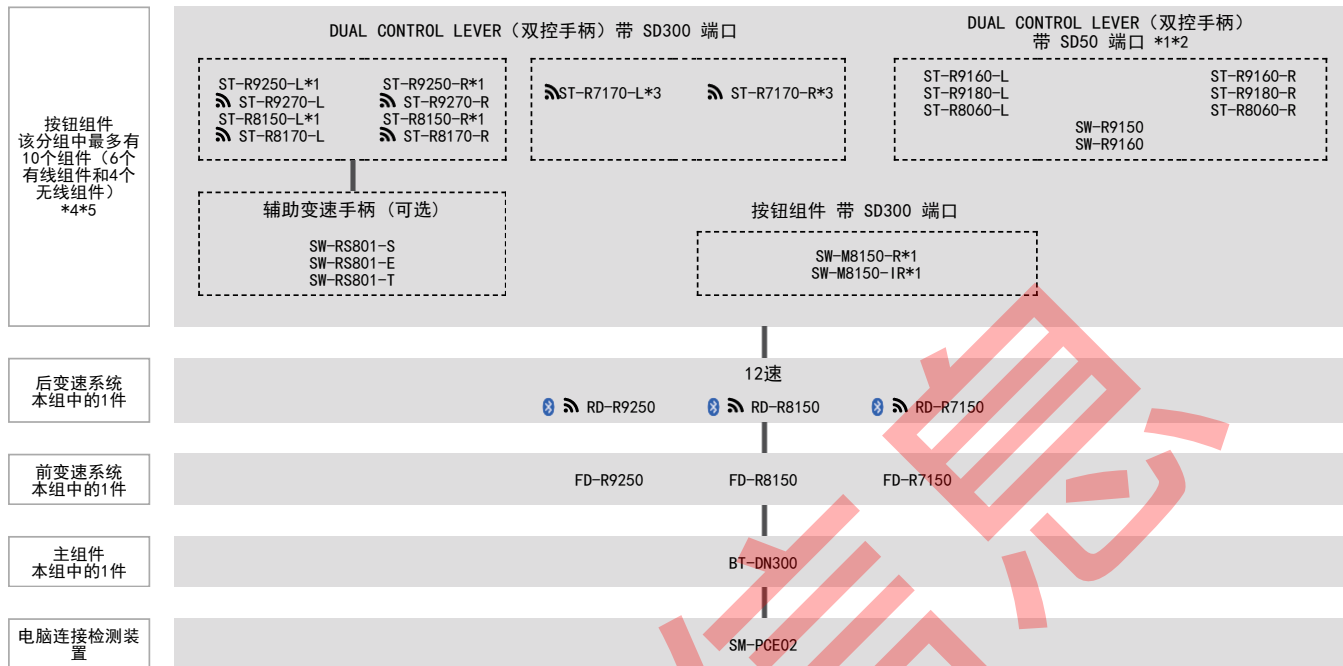 DUAL CONTROL LEVER（双控手柄）带 SD300 端口
DUAL CONTROL LEVER（双控手柄）
带 SD50 端口 *1*2
按钮组件
该分组中最多有
10个组件（6个
有线组件和4个
无线组件）
*4*5
ST-R9250-L*1
ST-R9270-L
ST-R8150-L*1
ST-R8170-L
ST-R9250-R*1
ST-R9270-R
ST-R8150-R*1
ST-R8170-R
ST-R7170-L*3
ST-R7170-R*3
ST-R9160-L
ST-R9180-L
ST-R8060-L
ST-R9160-R
ST-R9180-R
ST-R8060-R
SW-R9150
SW-R9160
辅助变速手柄（可选）
SW-RS801-S
SW-RS801-E
SW-RS801-T
按钮组件 带 SD300 端口
SW-M8150-R*1
SW-M8150-IR*1
后变速系统
本组中的1件
12速
RD-R9250
RD-R8150
RD-R7150
前变速系统
本组中的1件
FD-R9250
FD-R8150
FD-R7150
主组件
本组中的1件
BT-DN300
电脑连接检测装
置
SM-PCE02
信息